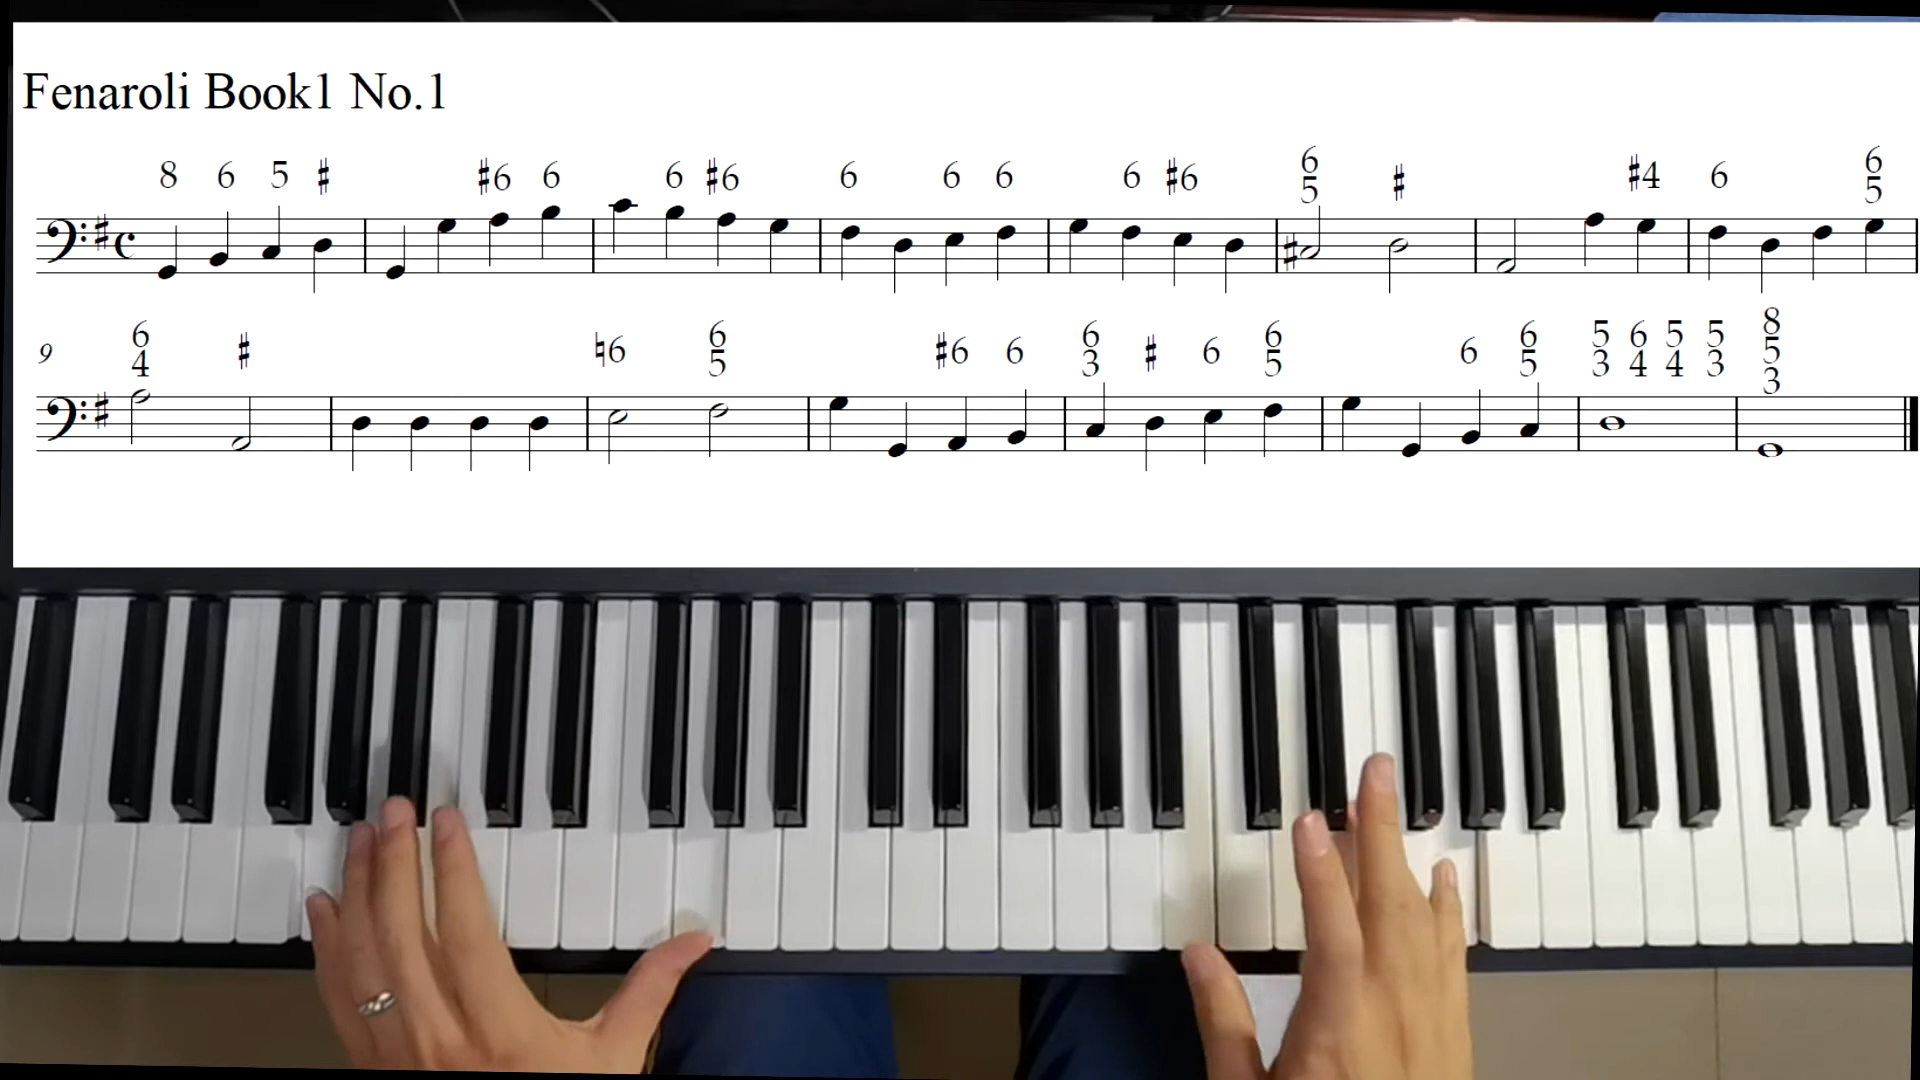 Fenaroli Book1 No.1
8 6 5 ♯ ♯6 6 6 ♯6 6 6 6 6 ♯6 6 5 ♯ ♯4 6 6 5
9 6 4 ♯ ♮6 6 5 ♯6 6 6 3 ♯ 6 6 5 6 6 5 5 3 6 4 5 4 5 3 8 5 3